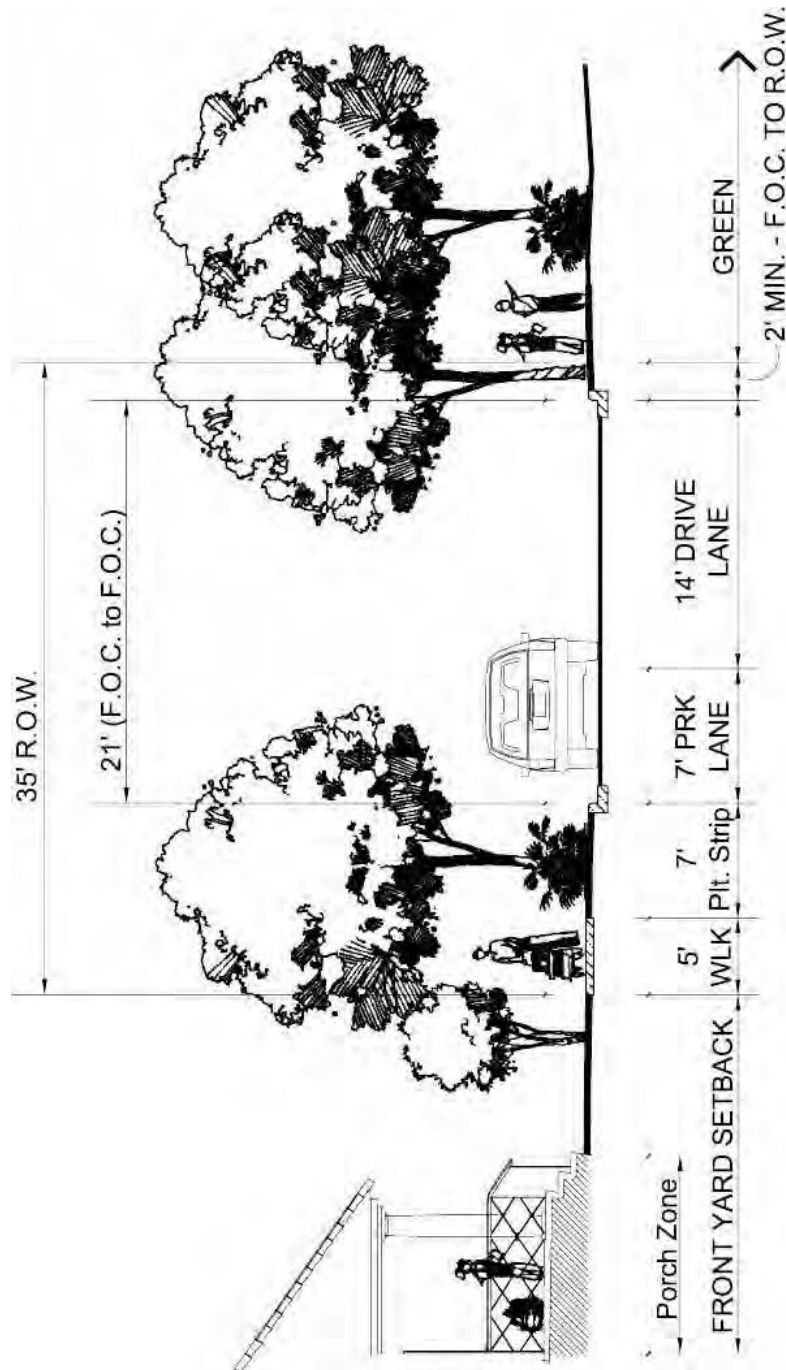 35' R.O.W.
21' (F.O.C. to F.O.C.)
Porch Zone
FRONT YARD SETBACK
5'
WLK
7'
Plt. Strip
7' PRK
LANE
14' DRIVE
LANE
GREEN
2' MIN. - F.O.C. TO R.O.W.